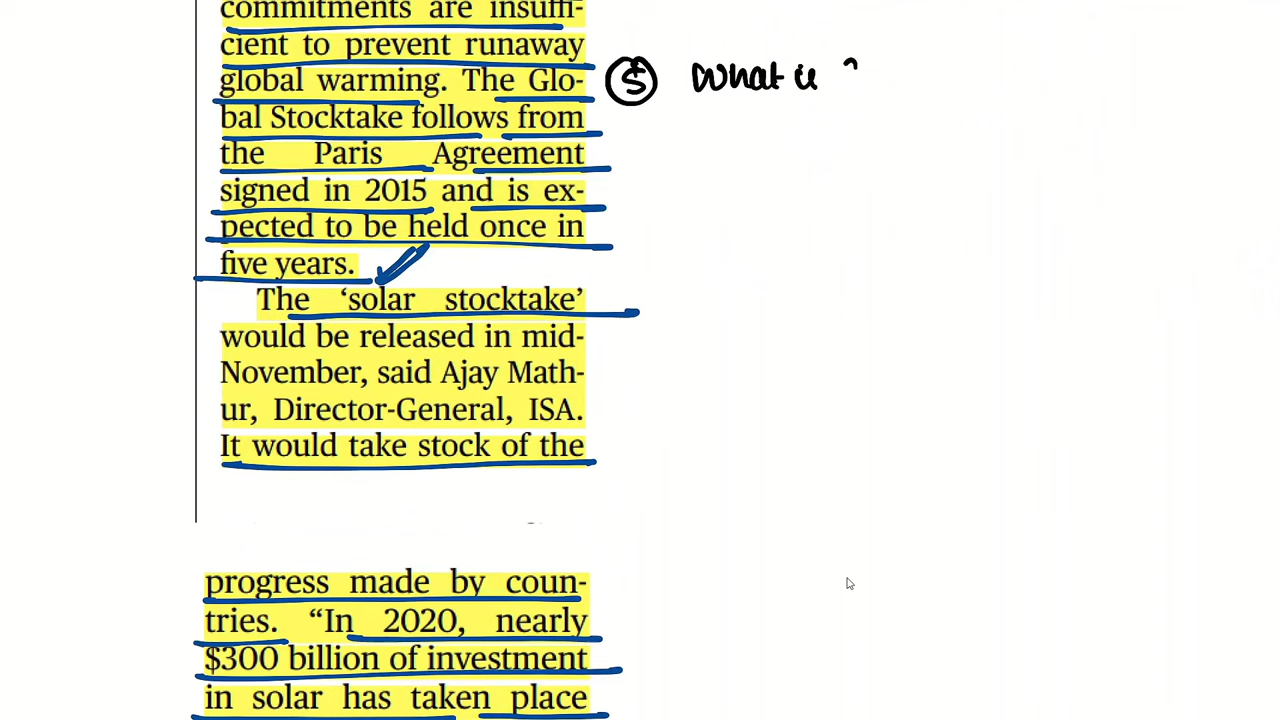 commitments are insuffi-
cient to prevent runaway
global warming. The Glo-
bal Stocktake follows from
the Paris Agreement
signed in 2015 and is ex-
pected to be held once in
five years.
The ‘solar stocktake’
would be released in mid-
November, said Ajay Math-
ur, Director-General, ISA.
It would take stock of the
progress made by coun-
tries. “In 2020, nearly
$300 billion of investment
in solar has taken place
What is